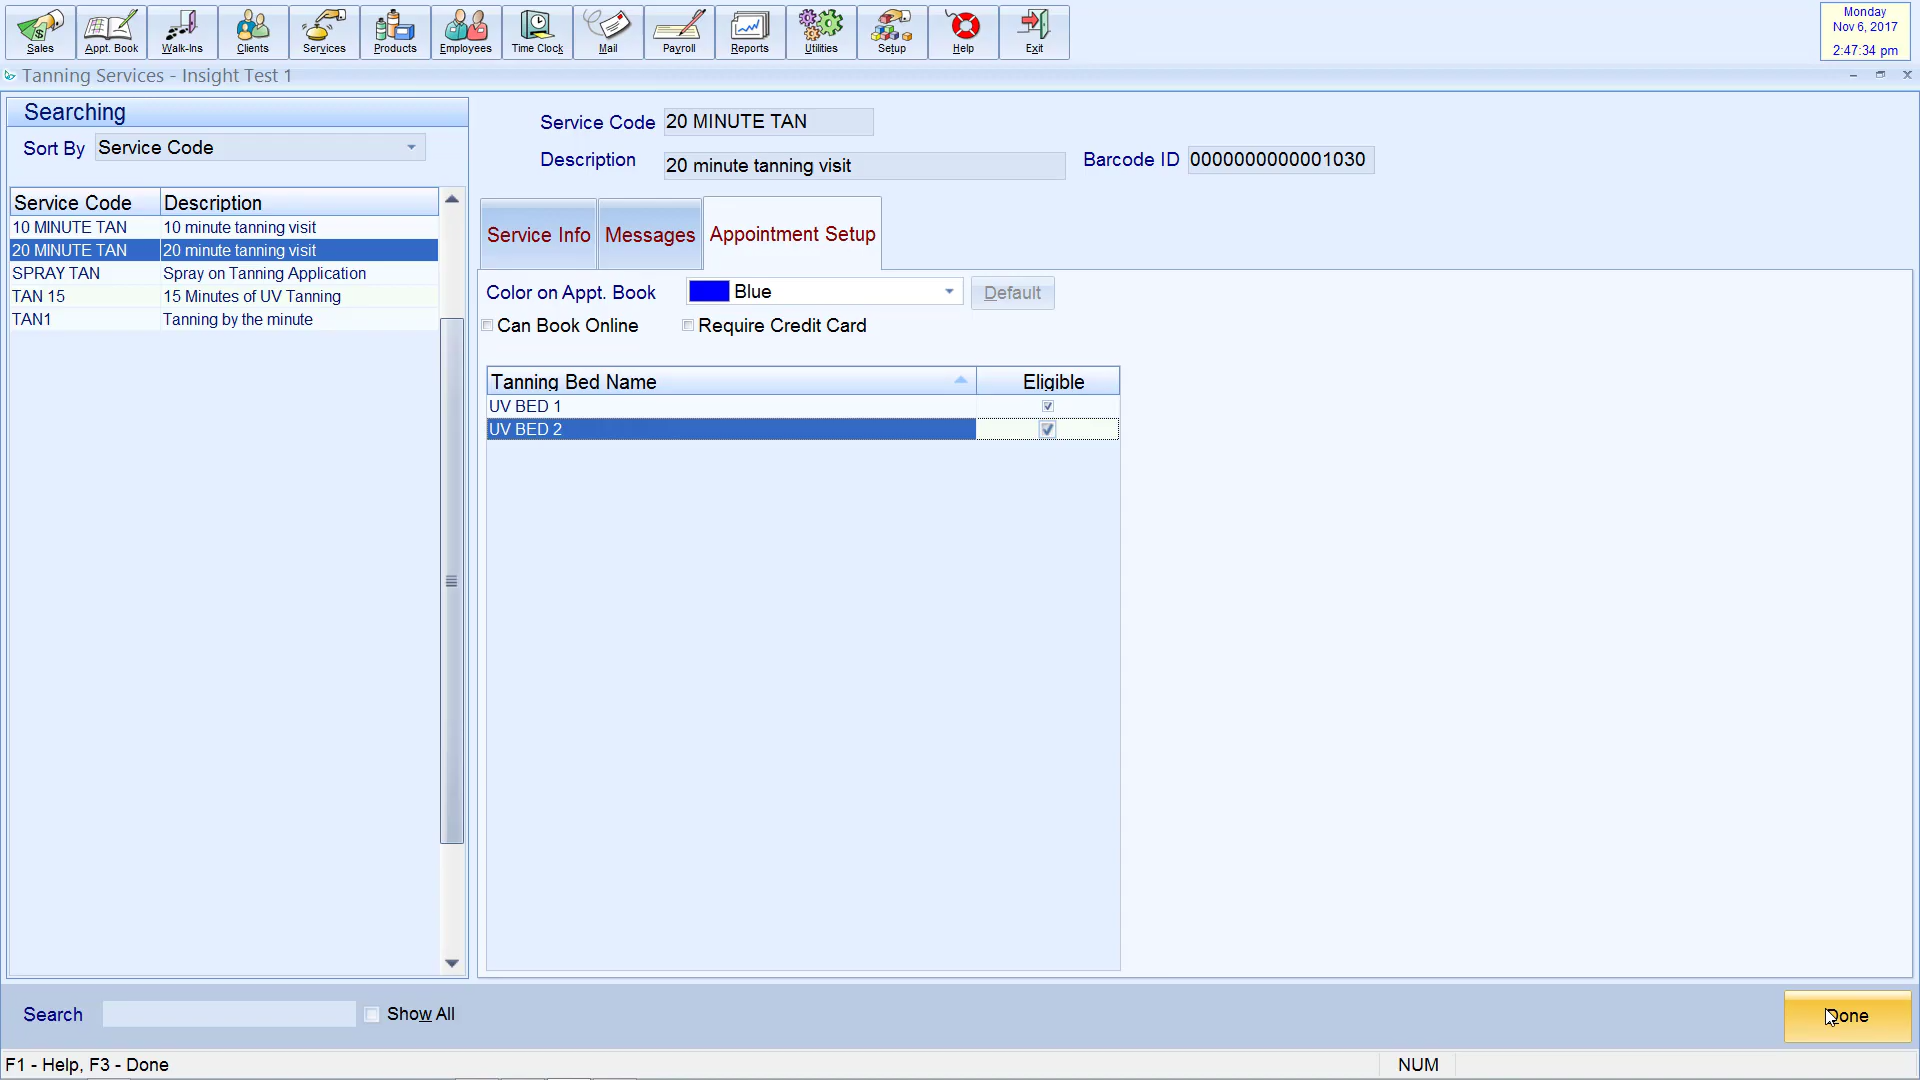 Sales Appt. Book Walk-Ins Clients Services Products Employees Time Clock Mail Payroll Reports Utilities Setup Help Exit
Monday
Nov 6, 2017
2:47:34 pm
Tanning Services - Insight Test 1
Searching
Sort By Service Code
Service Code Description
10 MINUTE TAN 10 minute tanning visit
20 MINUTE TAN 20 minute tanning visit
SPRAY TAN Spray on Tanning Application
TAN 15 15 Minutes of UV Tanning
TAN1 Tanning by the minute
Service Code 20 MINUTE TAN
Description 20 minute tanning visit Barcode ID 0000000000001030
Service Info Messages Appointment Setup
Color on Appt. Book Blue Default
Can Book Online Require Credit Card
Tanning Bed Name Eligible
UV BED 1
UV BED 2
Search Show All
Done
F1 - Help, F3 - Done NUM